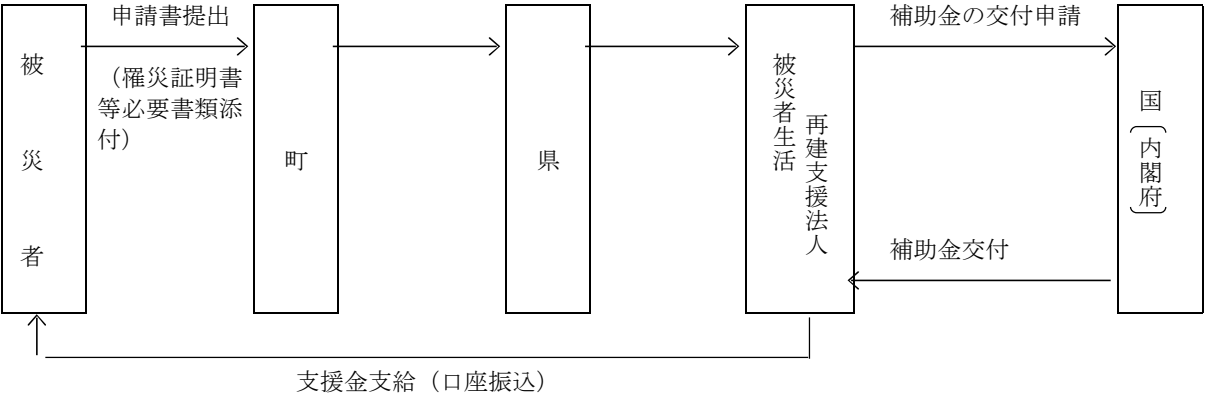 申請書提出
補助金の交付申請
被災者
（罹災証明書
等必要書類添
付）
町
県
被災者生活
再建支援法人
国〔内閣府〕
補助金交付
支援金支給（口座振込）